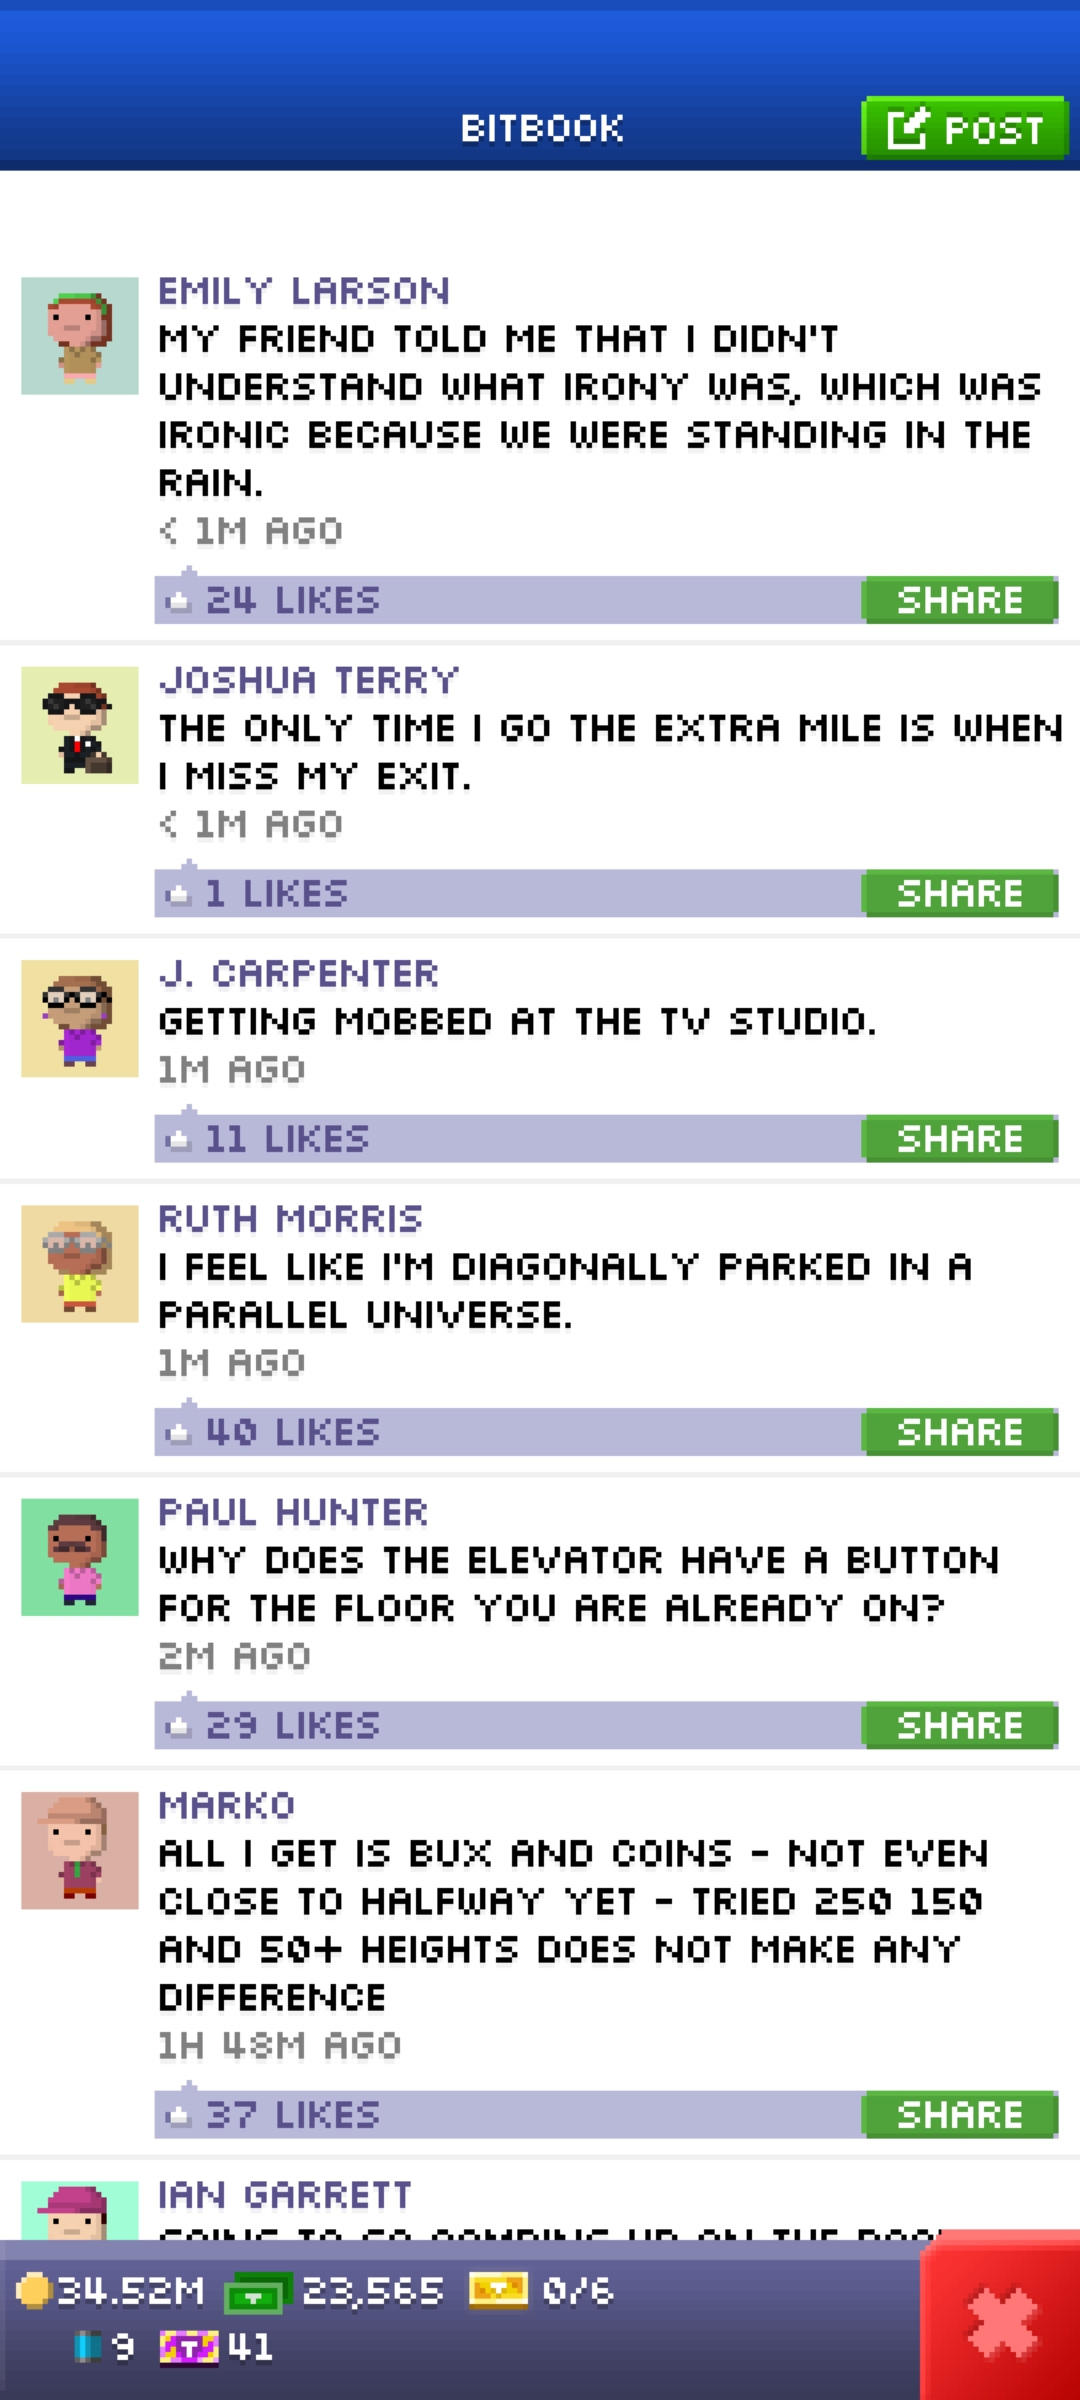 BITBOOK
POST
EMILY LARSON
MY FRIEND TOLD ME THAT I DIDN'T
UNDERSTAND WHAT IRONY WAS, WHICH WAS
IRONIC BECAUSE WE WERE STANDING IN THE
RAIN.
< 1M AGO
24 LIKES
SHARE
JOSHUA TERRY
THE ONLY TIME I GO THE EXTRA MILE IS WHEN
I MISS MY EXIT.
< 1M AGO
1 LIKES
SHARE
J. CARPENTER
GETTING MOBBED AT THE TV STUDIO.
1M AGO
11 LIKES
SHARE
RUTH MORRIS
I FEEL LIKE I'M DIAGONALLY PARKED IN A
PARALLEL UNIVERSE.
1M AGO
40 LIKES
SHARE
PAUL HUNTER
WHY DOES THE ELEVATOR HAVE A BUTTON
FOR THE FLOOR YOU ARE ALREADY ON?
2M AGO
29 LIKES
SHARE
MARKO
ALL I GET IS BUX AND COINS - NOT EVEN
CLOSE TO HALFWAY YET - TRIED 250 150
AND 50+ HEIGHTS DOES NOT MAKE ANY
DIFFERENCE
1H 48M AGO
37 LIKES
SHARE
IAN GARRETT
GOING TO GO CAMPING UP ON THE
34.52M 23,565 0/6
9 T 41